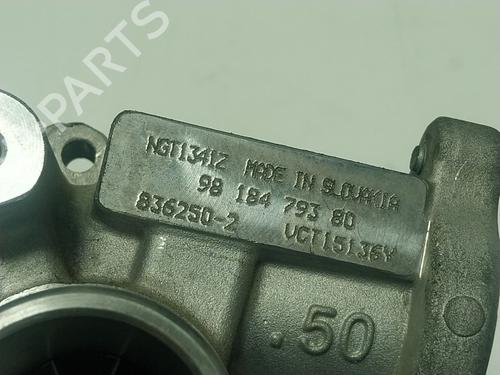 NGT1341Z MADE IN SLOVAKIA
98 184 793 80
836250-2 VCT15136Y
.50
B-PARTS